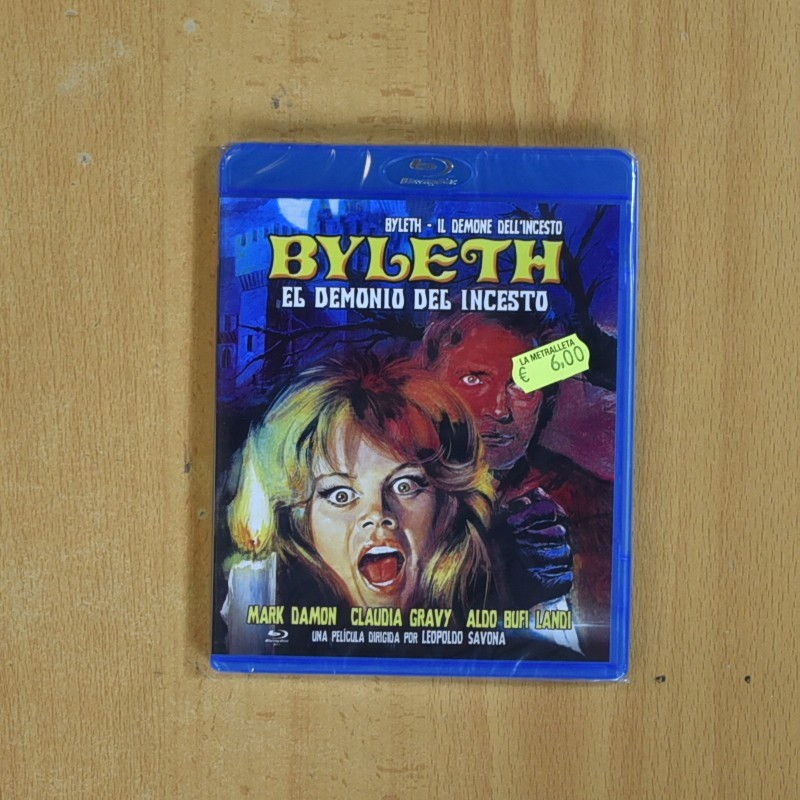 BYLETH - IL DEMONE DELL'INCESTO
BYLETH
EL DEMONIO DEL INCESTO
LA METRALLETA
€ 6,00
MARK DAMON CLAUDIA GRAVY ALDO BUFI LANDI
UNA PELÍCULA DIRIGIDA POR LEOPOLDO SAVONA